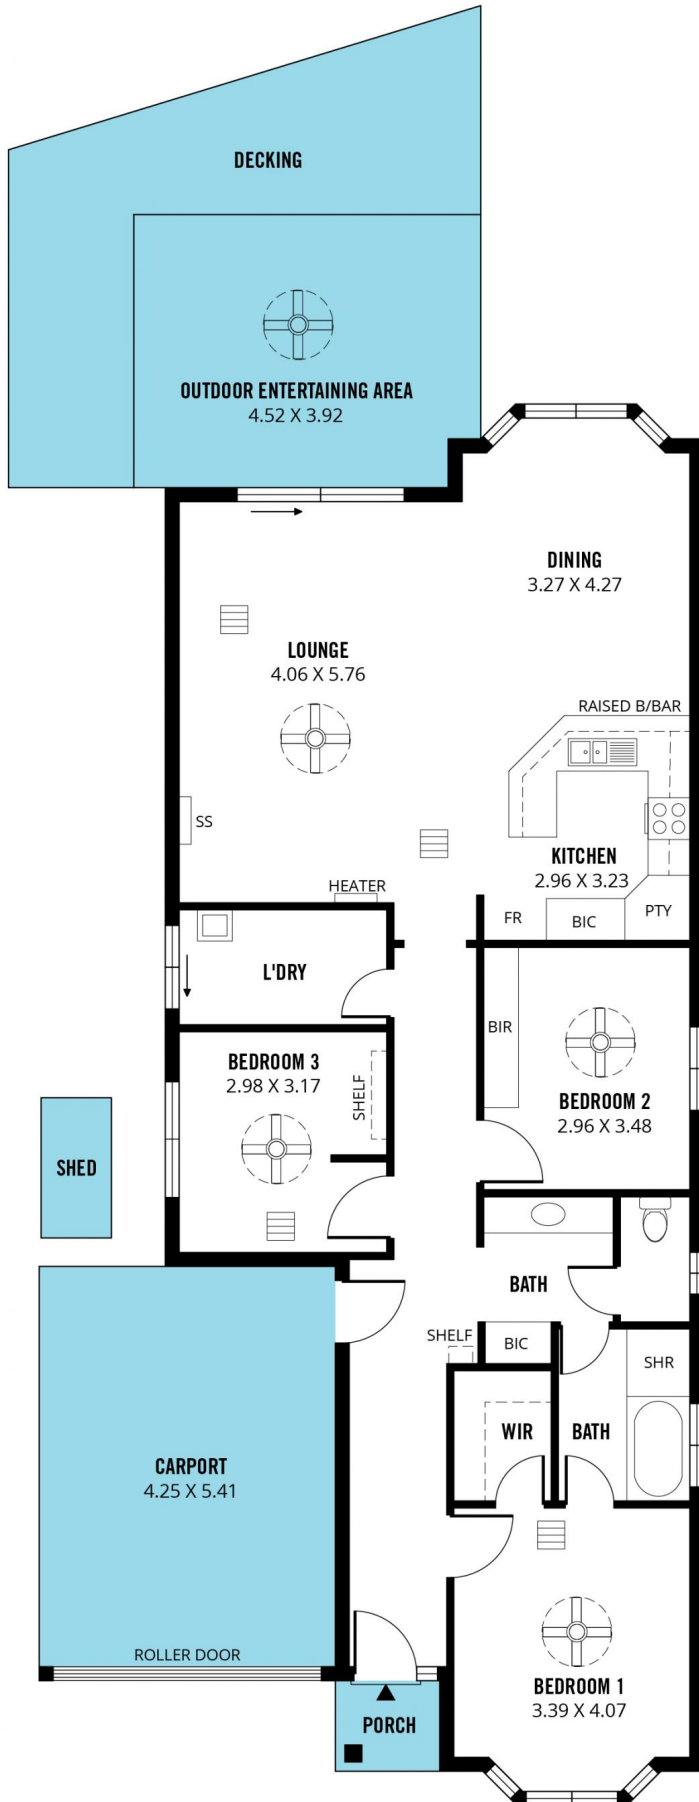 DECKING
OUTDOOR ENTERTAINING AREA
4.52 X 3.92
DINING
3.27 X 4.27
LOUNGE
4.06 X 5.76
RAISED B/BAR
SS
KITCHEN
2.96 X 3.23
HEATER
FR
BIC
PTY
L'DRY
BIR
BEDROOM 3
2.98 X 3.17
SHELF
BEDROOM 2
2.96 X 3.48
SHED
BATH
SHELF
BIC
SHR
WIR
BATH
CARPORT
4.25 X 5.41
ROLLER DOOR
BEDROOM 1
3.39 X 4.07
PORCH